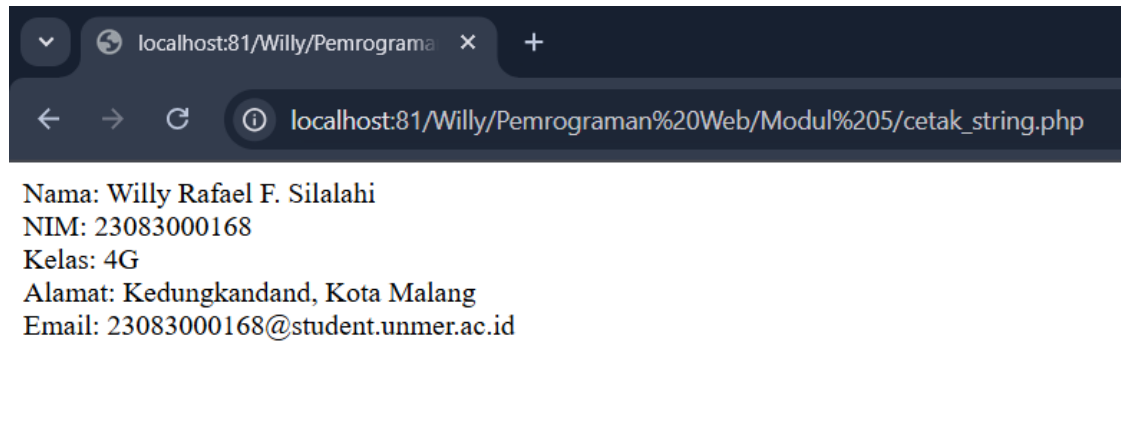 localhost:81/Willy/Pemrograma
localhost:81/Willy/Pemrograman%20Web/Modul%205/cetak_string.php
Nama: Willy Rafael F. Silalahi
NIM: 23083000168
Kelas: 4G
Alamat: Kedungkandand, Kota Malang
Email: 23083000168@student.unmer.ac.id